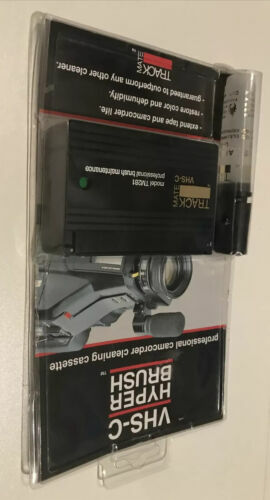 VHS-C
HYPER
BRUSH™
professional camcorder cleaning cassette
TRACK
MATE
VHS-C
model TM281
professional brush maintenance
- extend tape and camcorder life.
- restore color and dehumidify.
- guaranteed to outperform any other cleaner.
TRACK
MATE